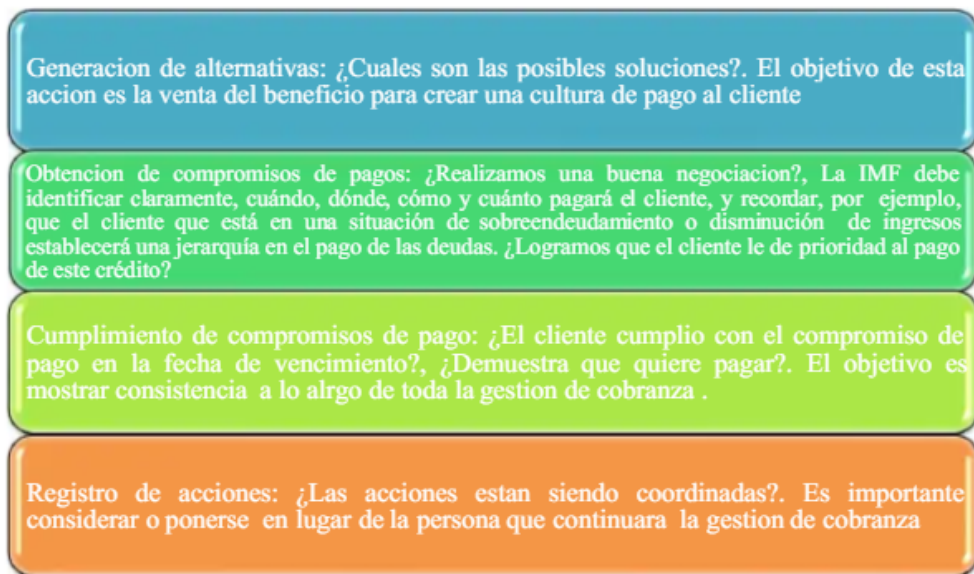 Generacion de alternativas: ¿Cuales son las posibles soluciones?. El objetivo de esta
accion es la venta del beneficio para crear una cultura de pago al cliente
Obtencion de compromisos de pagos: ¿Realizamos una buena negociacion?, La IMF debe
identificar claramente, cuándo, dónde, cómo y cuánto pagará el cliente, y recordar, por ejemplo,
que el cliente que está en una situación de sobreendeudamiento o disminución de ingresos
establecerá una jerarquía en el pago de las deudas. ¿Logramos que el cliente le de prioridad al pago
de este crédito?
Cumplimiento de compromisos de pago: ¿El cliente cumplio con el compromiso de
pago en la fecha de vencimiento?, ¿Demuestra que quiere pagar?. El objetivo es
mostrar consistencia a lo alrgo de toda la gestion de cobranza .
Registro de acciones: ¿Las acciones estan siendo coordinadas?. Es importante
considerar o ponerse en lugar de la persona que continuara la gestion de cobranza